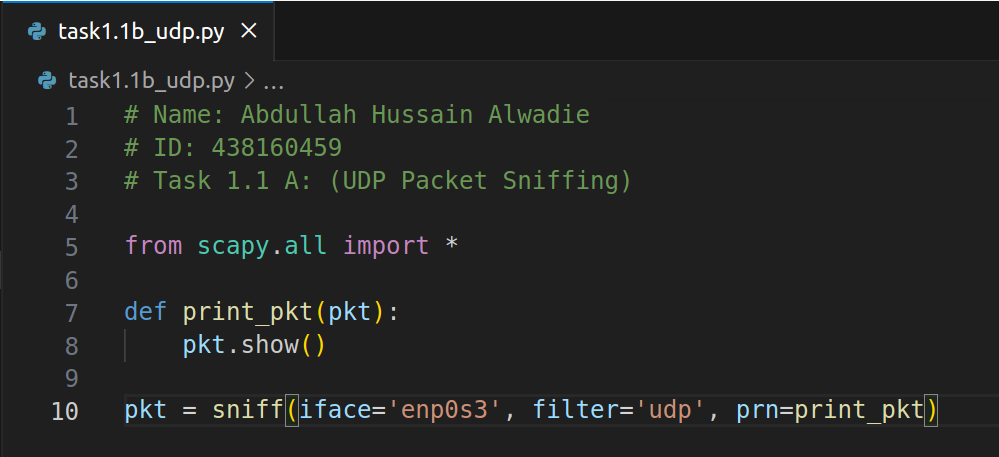 task1.1b_udp.py ×
task1.1b_udp.py > ...
1 # Name: Abdullah Hussain Alwadie
2 # ID: 438160459
3 # Task 1.1 A: (UDP Packet Sniffing)
4
5 from scapy.all import *
6
7 def print_pkt(pkt):
8     pkt.show()
9
10 pkt = sniff(iface='enp0s3', filter='udp', prn=print_pkt)